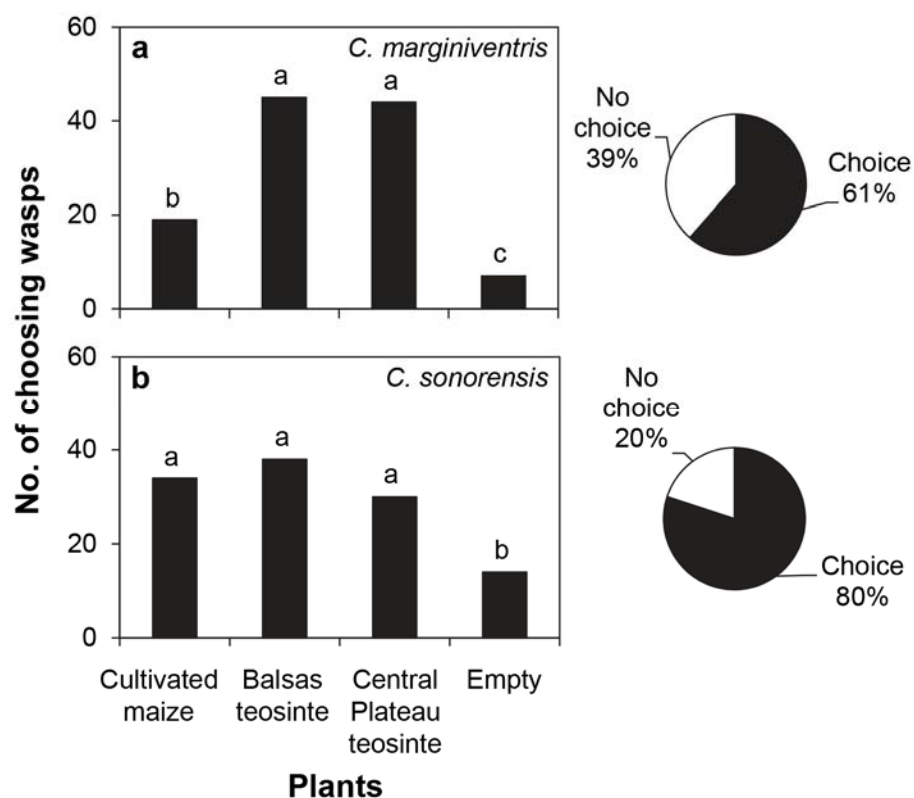 No. of choosing wasps
60
40
20
0
a
C. marginiventris
b
a
a
c
No
choice
39%
Choice
61%
60
40
20
0
b
C. sonorensis
a
a
a
b
No
choice
20%
Choice
80%
Cultivated
maize
Balsas
teosinte
Central
Plateau
teosinte
Empty
Plants